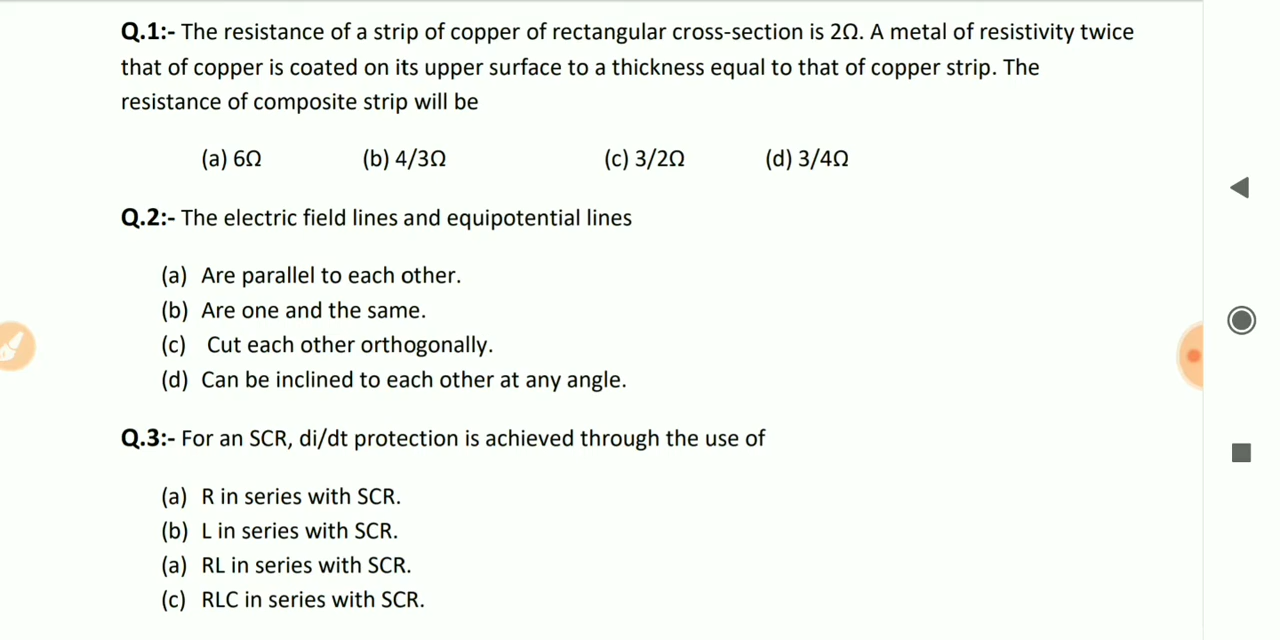 Q.1:- The resistance of a strip of copper of rectangular cross-section is 2Ω. A metal of resistivity twice
that of copper is coated on its upper surface to a thickness equal to that of copper strip. The
resistance of composite strip will be
(a) 6Ω (b) 4/3Ω (c) 3/2Ω (d) 3/4Ω
Q.2:- The electric field lines and equipotential lines
(a) Are parallel to each other.
(b) Are one and the same.
(c) Cut each other orthogonally.
(d) Can be inclined to each other at any angle.
Q.3:- For an SCR, di/dt protection is achieved through the use of
(a) R in series with SCR.
(b) L in series with SCR.
(a) RL in series with SCR.
(c) RLC in series with SCR.